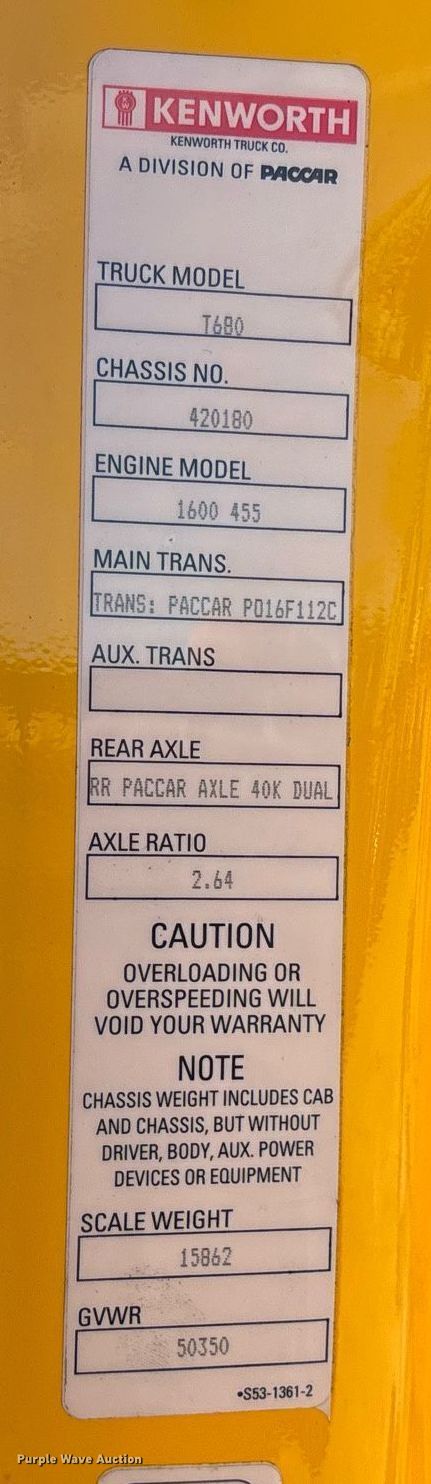 KENWORTH
KENWORTH TRUCK CO.
A DIVISION OF PACCAR
TRUCK MODEL
T680
CHASSIS NO.
420180
ENGINE MODEL
1600 455
MAIN TRANS.
TRANS: PACCAR PO16F112C
AUX. TRANS
REAR AXLE
RR PACCAR AXLE 40K DUAL
AXLE RATIO
2.64
CAUTION
OVERLOADING OR
OVERSPEEDING WILL
VOID YOUR WARRANTY
NOTE
CHASSIS WEIGHT INCLUDES CAB
AND CHASSIS, BUT WITHOUT
DRIVER, BODY, AUX. POWER
DEVICES OR EQUIPMENT
SCALE WEIGHT
15862
GVWR
50350
•S53-1361-2
Purple Wave Auction